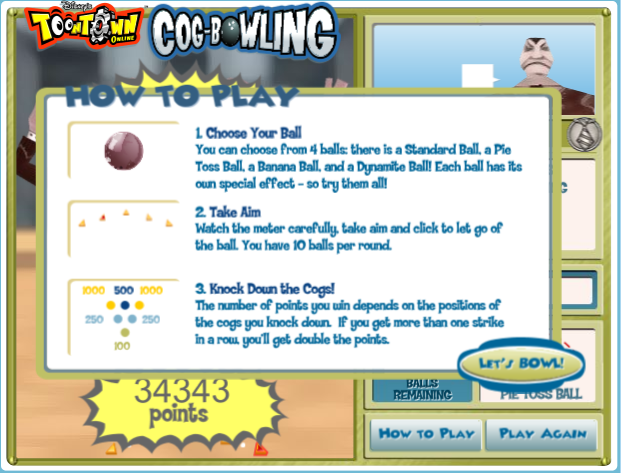 Disney's
TOONTOWN
ONLINE
COG-BOWLING
HOW TO PLAY
1. Choose Your Ball
You can choose from 4 balls: there is a Standard Ball, a Pie
Toss Ball, a Banana Ball, and a Dynamite Ball! Each ball has its
own special effect - so try them all!
2. Take Aim
Watch the meter carefully, take aim and click to let go of
the ball. You have 10 balls per round.
1000 500 1000
250 250
100
3. Knock Down the Cogs!
The number of points you win depends on the positions of
the cogs you knock down. If you get more than one strike
in a row, you'll get double the points.
LET'S BOWL!
34343
points
BALLS
REMAINING
PIE TOSS BALL
HOW TO PLAY
PLAY AGAIN